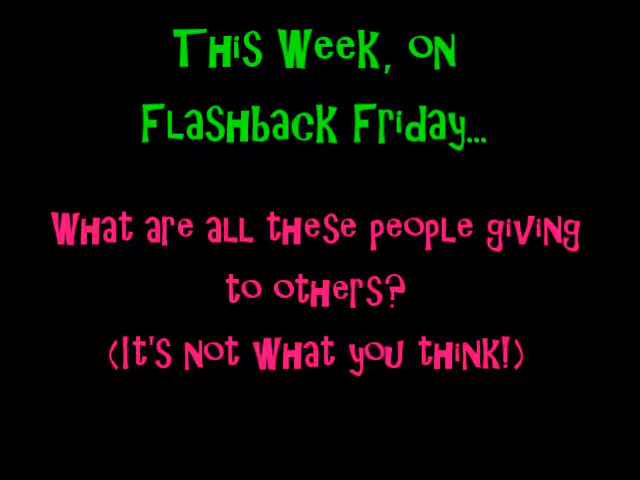 This Week, on
Flashback Friday...
What are all these people giving
to others?
(It's not what you think!)